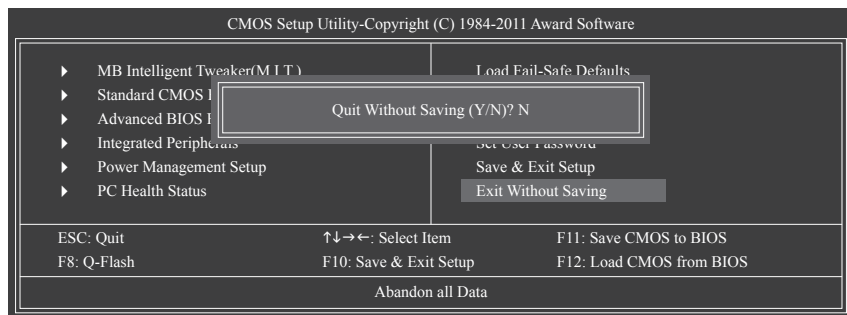 CMOS Setup Utility-Copyright (C) 1984-2011 Award Software
MB Intelligent Tweaker(M.I.T.)
Standard CMOS
Advanced BIOS
Integrated Peripherals
Power Management Setup
PC Health Status
Load Fail-Safe Defaults
Set User Password
Save & Exit Setup
Exit Without Saving
Quit Without Saving (Y/N)? N
ESC: Quit
↑↓→←: Select Item
F11: Save CMOS to BIOS
F8: Q-Flash
F10: Save & Exit Setup
F12: Load CMOS from BIOS
Abandon all Data